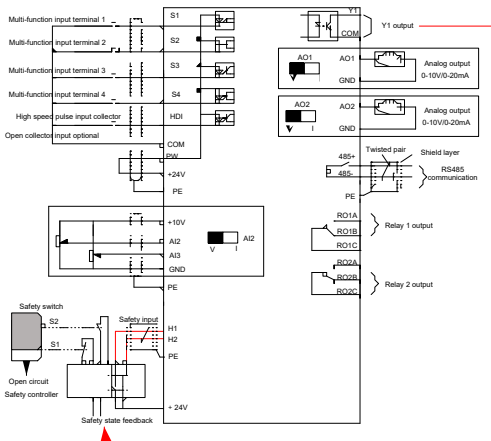 Multi-function input terminal 1
S1
Multi-function input terminal 2
S2
Multi-function input terminal 3
S3
Multi-function input terminal 4
S4
High speed pulse input collector
HDI
Open collector input optional
COM
PW
+24V
PE
+10V
AI2
AI3
GND
AI2
V I
PE
Safety switch
S2
S1
Open circuit
Safety controller
Safety input
H1
H2
PE
+ 24V
Safety state feedback
Y1
COM
Y1 output
AO1
V I
AO1
GND
Analog output
0-10V/0-20mA
AO2
V I
AO2
GND
Analog output
0-10V/0-20mA
Twisted pair
Shield layer
485+
485-
RS485
communication
PE
RO1A
RO1B
RO1C
Relay 1 output
RO2A
RO2B
RO2C
Relay 2 output